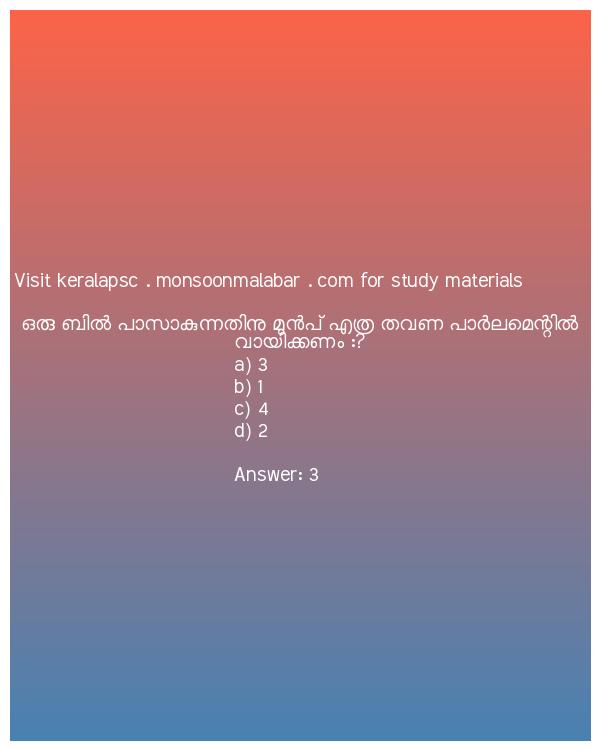 Visit keralapsc . monsoonmalabar . com for study materials
ഒരു ബിൽ പാസാകുന്നതിനു മുൻപ് എത്ര തവണ പാർലമെന്റിൽ
വായിക്കണം :?
a) 3
b) 1
c) 4
d) 2
Answer: 3